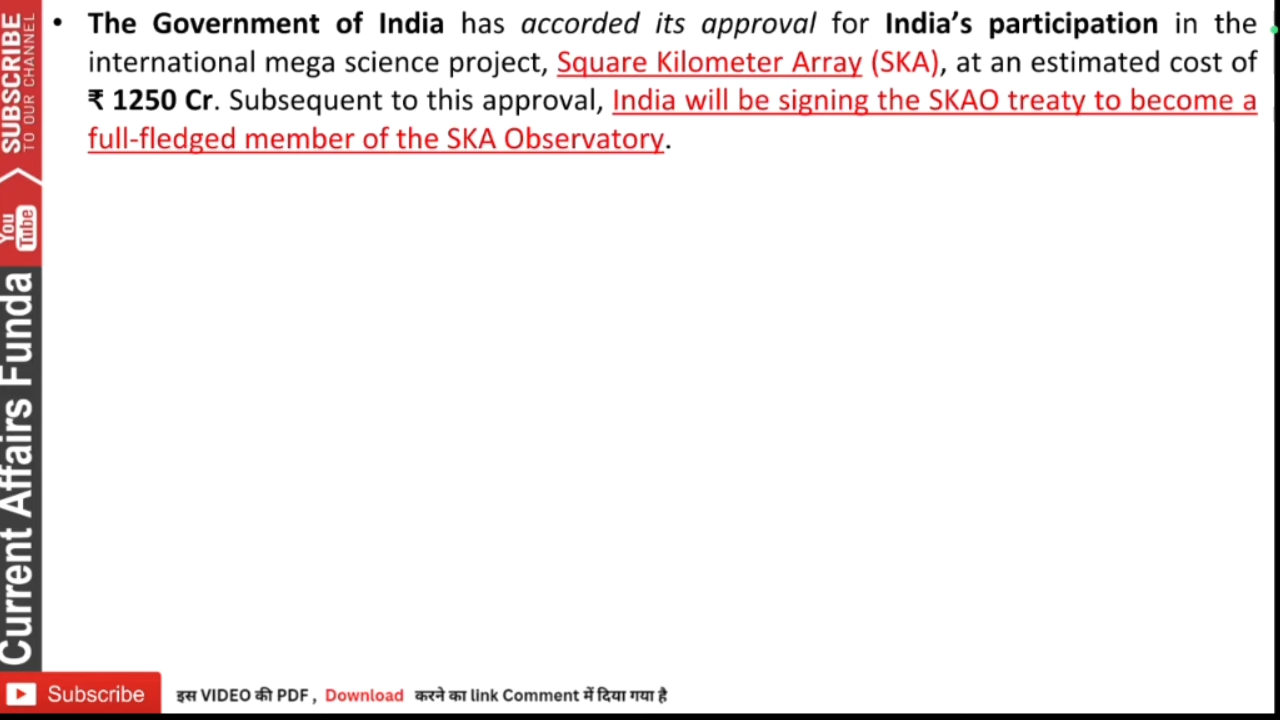 • The Government of India has accorded its approval for India’s participation in the
international mega science project, Square Kilometer Array (SKA), at an estimated cost of
₹ 1250 Cr. Subsequent to this approval, India will be signing the SKAO treaty to become a
full-fledged member of the SKA Observatory.
SUBSCRIBE
TO OUR CHANNEL
You
Tube
Current Affairs Funda
Subscribe
इस VIDEO की PDF , Download करने का link Comment में दिया गया है